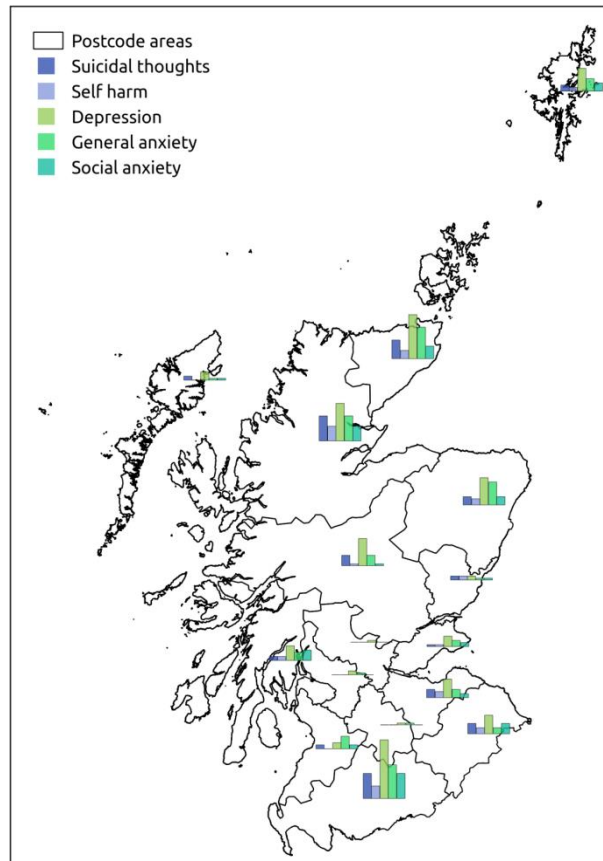 Postcode areas
Suicidal thoughts
Self harm
Depression
General anxiety
Social anxiety